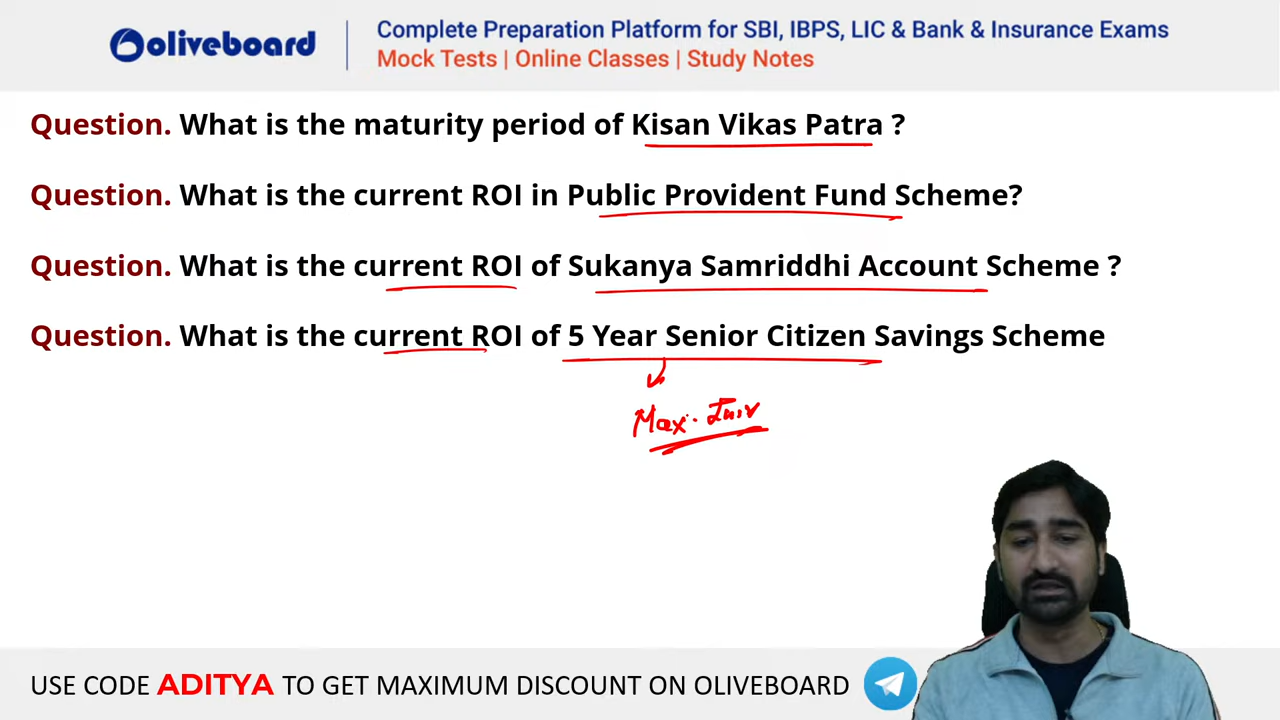 oliveboard
Complete Preparation Platform for SBI, IBPS, LIC & Bank & Insurance Exams
Mock Tests | Online Classes | Study Notes
Question. What is the maturity period of Kisan Vikas Patra ?
Question. What is the current ROI in Public Provident Fund Scheme?
Question. What is the current ROI of Sukanya Samriddhi Account Scheme ?
Question. What is the current ROI of 5 Year Senior Citizen Savings Scheme
Max. Inv
USE CODE ADITYA TO GET MAXIMUM DISCOUNT ON OLIVEBOARD